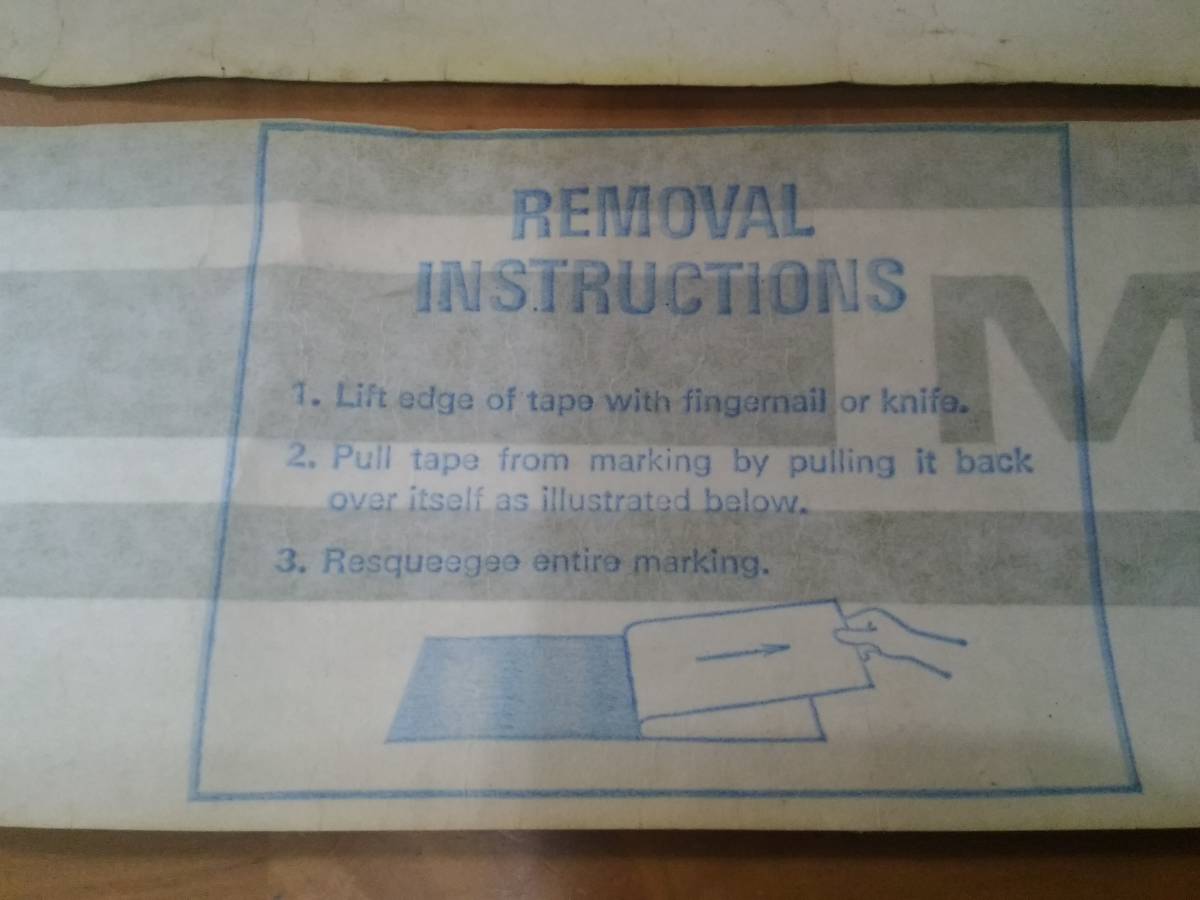 REMOVAL
INSTRUCTIONS
M
1. Lift edge of tape with fingernail or knife.
2. Pull tape from marking by pulling it back
over itself as illustrated below.
3. Resqueegee entire marking.